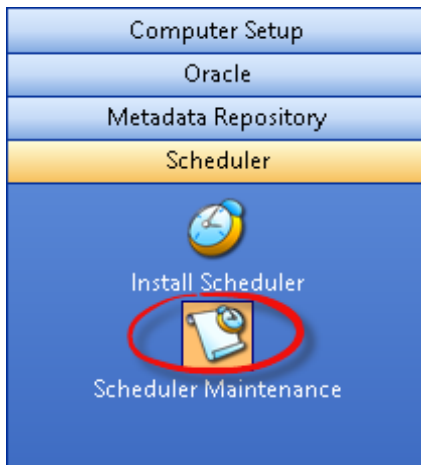 Computer Setup
Oracle
Metadata Repository
Scheduler
Install Scheduler
Scheduler Maintenance